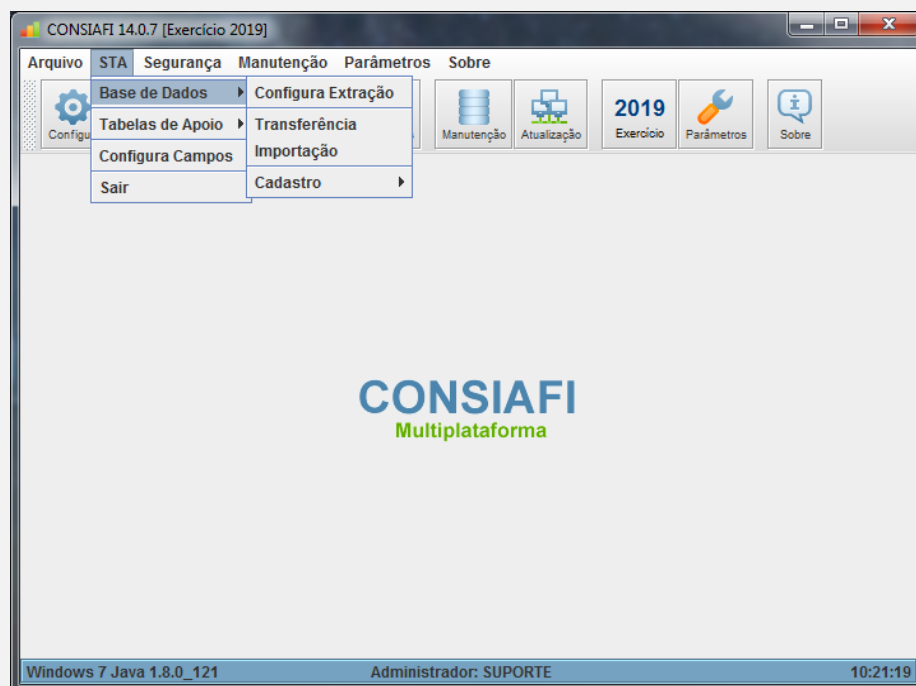 CONSIAFI 14.0.7 [Exercício 2019]
Arquivo STA Segurança Manutenção Parâmetros Sobre
Base de Dados
Tabelas de Apoio
Configura Campos
Sair
Configura Extração
Transferência
Importação
Cadastro
Manutenção Atualização
2019
Exercício Parâmetros Sobre
CONSIAFI
Multiplataforma
Windows 7 Java 1.8.0_121 Administrador: SUPORTE 10:21:19